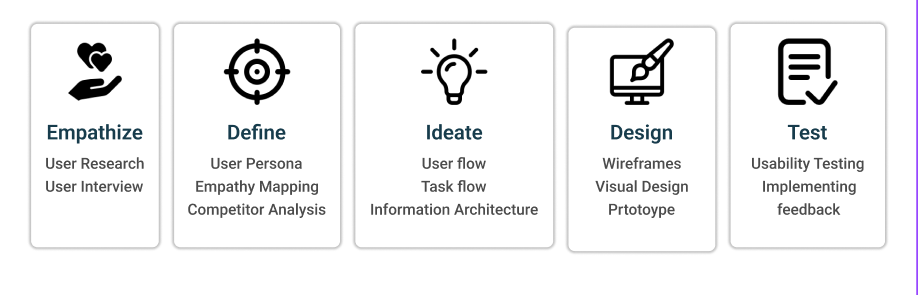 Empathize
User Research
User Interview
Define
User Persona
Empathy Mapping
Competitor Analysis
Ideate
User flow
Task flow
Information Architecture
Design
Wireframes
Visual Design
Prtotoype
Test
Usability Testing
Implementing
feedback